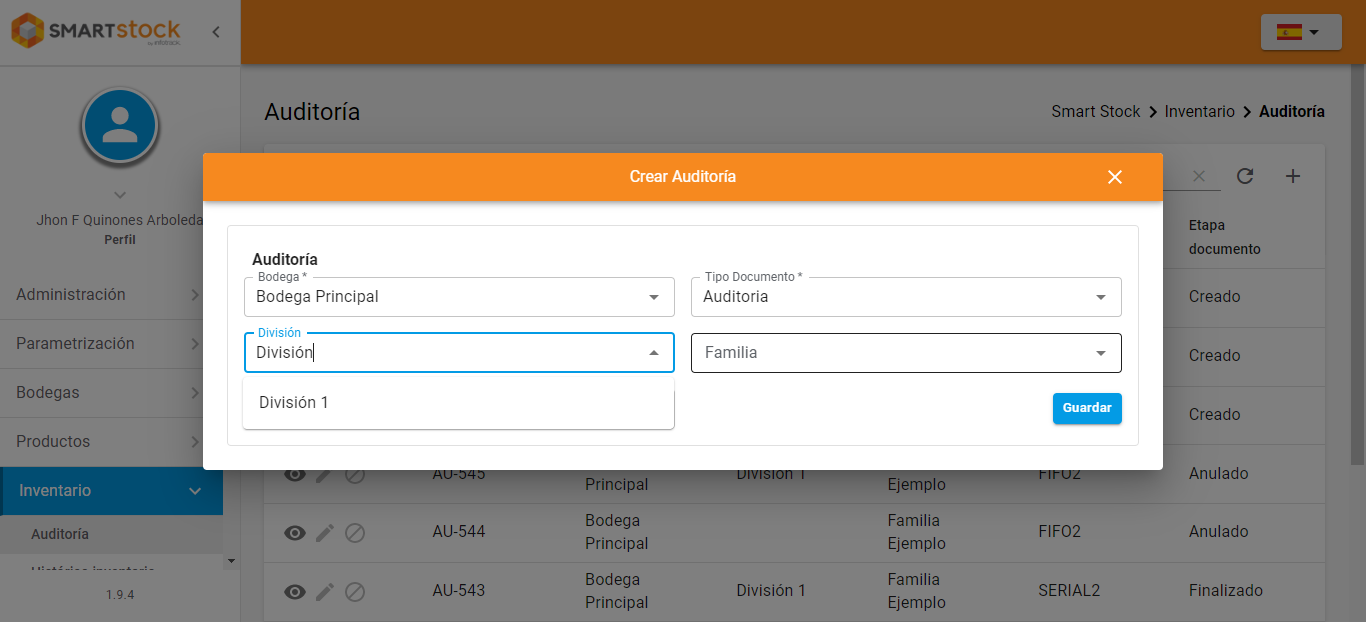 SMARTstock
by infotrack
Auditoría
Smart Stock > Inventario > Auditoría
Jhon F Quinones Arboleda
Perfil
Administración
Parametrización
Bodegas
Productos
Inventario
Auditoría
1.9.4
Crear Auditoría
Auditoría
Bodega *
Bodega Principal
Tipo Documento *
Auditoria
División
División
Familia
División 1
Guardar
Etapa
documento
Creado
Creado
Creado
AU-545
Principal
División 1
Ejemplo
FIFO2
Anulado
AU-544
Bodega
Principal
Familia
Ejemplo
FIFO2
Anulado
AU-543
Bodega
Principal
División 1
Familia
Ejemplo
SERIAL2
Finalizado